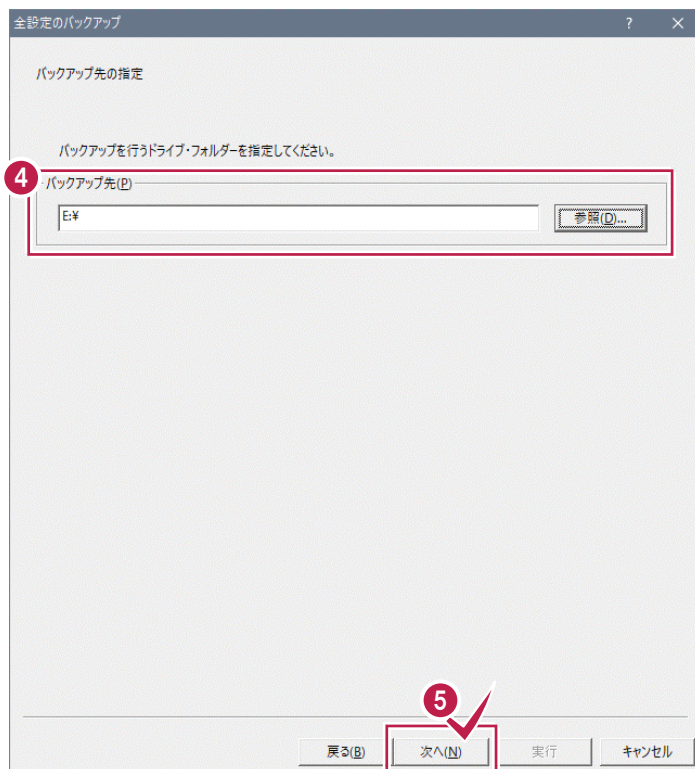 全設定のバックアップ ? ×
バックアップ先の指定
バックアップを行うドライブ・フォルダーを指定してください。
4
バックアップ先(P)
E:¥ 参照(D)...
5
戻る(B) 次へ(N) 実行 キャンセル